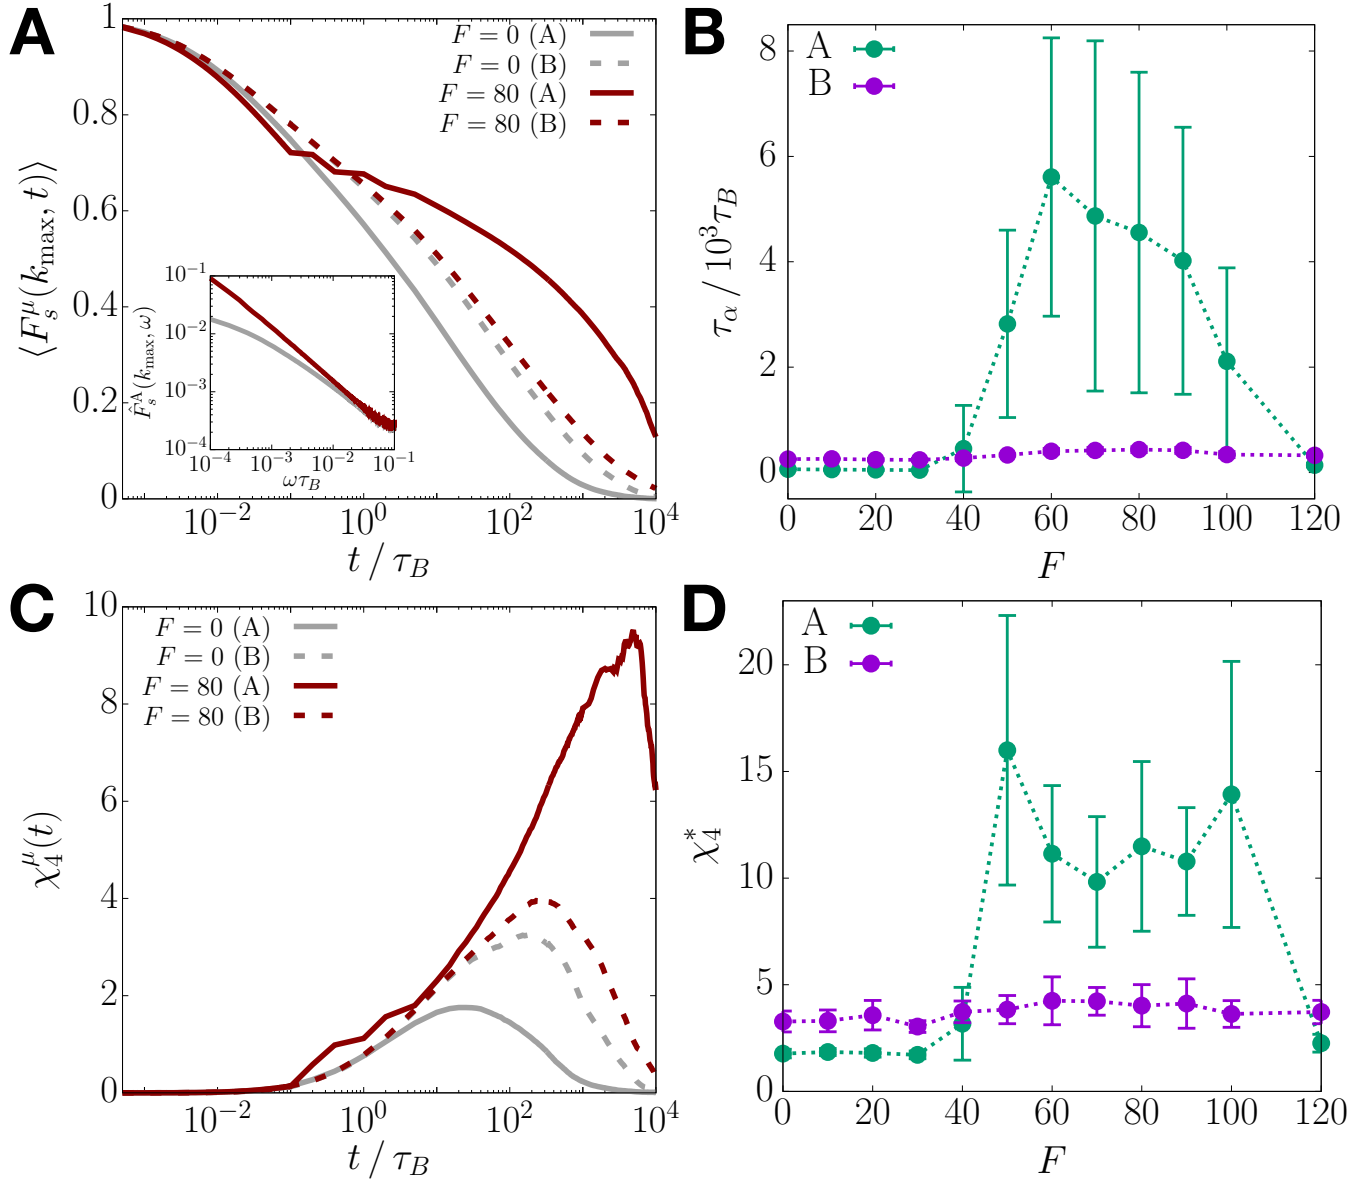 A
⟨F_s^μ(k_max, t)⟩
1
0.8
0.6
0.4
0.2
0
F = 0 (A)
F = 0 (B)
F = 80 (A)
F = 80 (B)
F̂_s^A(k_max, ω)
10^−1
10^−2
10^−3
10^−4
10^−4 10^−3 10^−2 10^−1
ωτ_B
10^−2 10^0 10^2 10^4
t / τ_B
B
τ_α / 10^3 τ_B
8
6
4
2
0
A
B
0 20 40 60 80 100 120
F
C
χ_4^μ(t)
10
8
6
4
2
0
F = 0 (A)
F = 0 (B)
F = 80 (A)
F = 80 (B)
10^−2 10^0 10^2 10^4
t / τ_B
D
χ_4^*
20
15
10
5
0
A
B
0 20 40 60 80 100 120
F